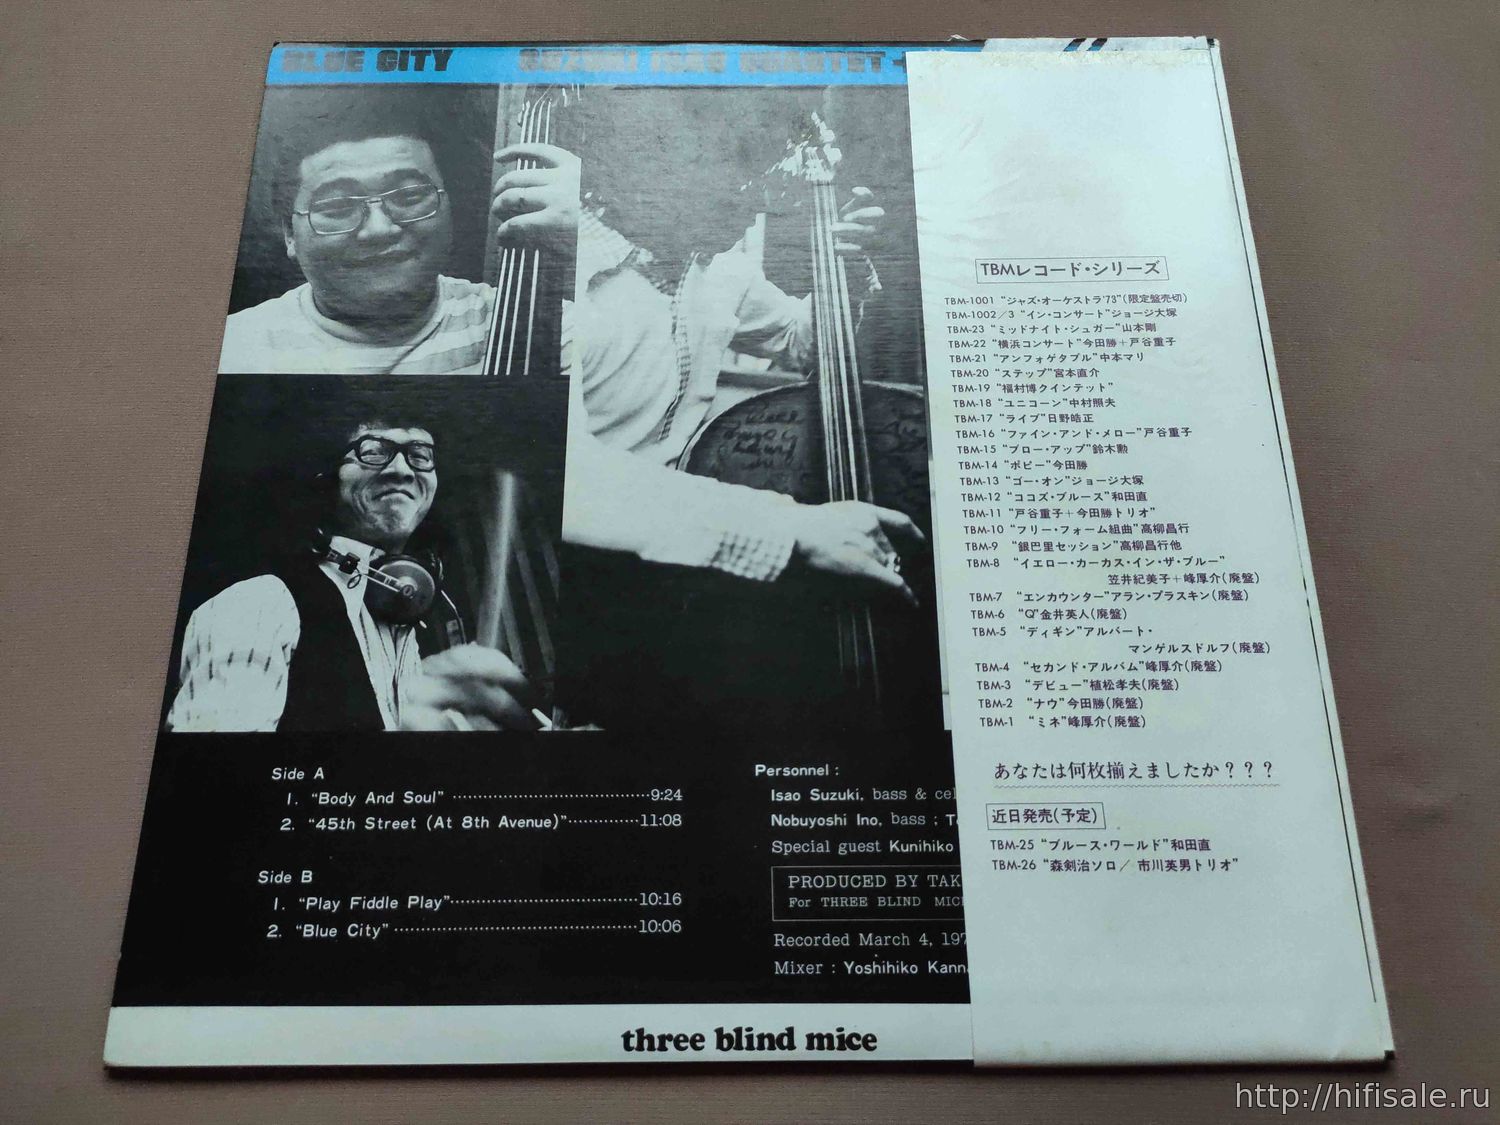 BLUE CITY SUZUKI ISAO QUARTET +
Side A
1. “Body And Soul” 9:24
2. “45th Street (At 8th Avenue)” 11:08
Side B
1. “Play Fiddle Play” 10:16
2. “Blue City” 10:06
Personnel :
Isao Suzuki, bass & cel
Nobuyoshi Ino, bass ;
Special guest Kunihiko
PRODUCED BY TAK
For THREE BLIND MIC
Recorded March 4, 197
Mixer : Yoshihiko Kanna
three blind mice
TBMレコード・シリーズ
TBM-1001 “ジャズ・オーケストラ'73”(限定盤売切)
TBM-1002／3 “イン・コンサート”ジョージ大塚
TBM-23 “ミッドナイト・シュガー”山本剛
TBM-22 “横浜コンサート”今田勝＋戸谷重子
TBM-21 “アンフォゲタブル”中本マリ
TBM-20 “ステップ”宮本直介
TBM-19 “福村博クインテット”
TBM-18 “ユニコーン”中村照夫
TBM-17 “ライブ”日野皓正
TBM-16 “ファイン・アンド・メロー”戸谷重子
TBM-15 “ブロー・アップ”鈴木勲
TBM-14 “ポピー”今田勝
TBM-13 “ゴー・オン”ジョージ大塚
TBM-12 “ココズ・ブルース”和田直
TBM-11 “戸谷重子＋今田勝トリオ”
TBM-10 “フリー・フォーム組曲”高柳昌行
TBM-9 “銀巴里セッション”高柳昌行他
TBM-8 “イエロー・カーカス・イン・ザ・ブルー”
笠井紀美子＋峰厚介(廃盤)
TBM-7 “エンカウンター”アラン・プラスキン(廃盤)
TBM-6 “Q”金井英人(廃盤)
TBM-5 “ディギン”アルバート・
マンゲルスドルフ(廃盤)
TBM-4 “セカンド・アルバム”峰厚介(廃盤)
TBM-3 “デビュー”植松孝夫(廃盤)
TBM-2 “ナウ”今田勝(廃盤)
TBM-1 “ミネ”峰厚介(廃盤)
あなたは何枚揃えましたか？？？
近日発売(予定)
TBM-25 “ブルース・ワールド”和田直
TBM-26 “森剣治ソロ／市川英男トリオ”
http://hifisale.ru